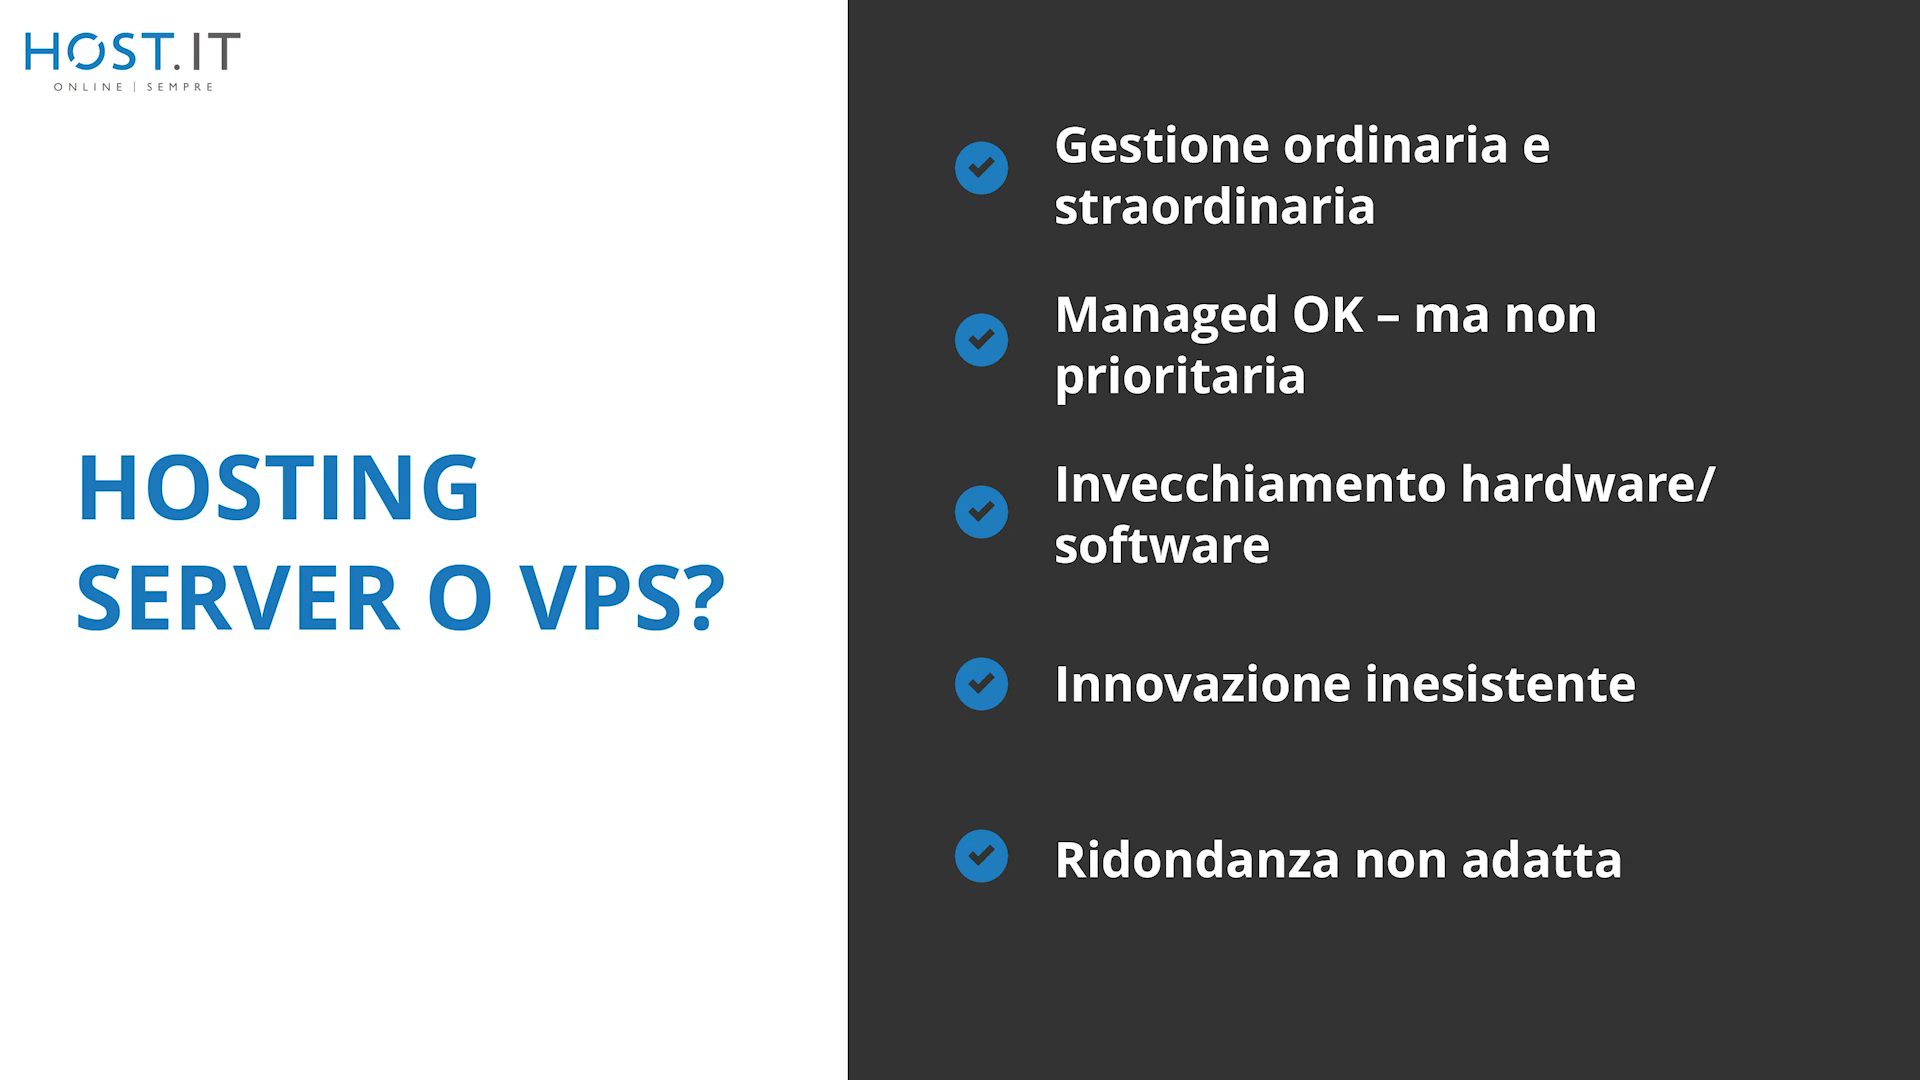 HOST.IT
ONLINE | SEMPRE
HOSTING
SERVER O VPS?
Gestione ordinaria e
straordinaria
Managed OK – ma non
prioritaria
Invecchiamento hardware/
software
Innovazione inesistente
Ridondanza non adatta